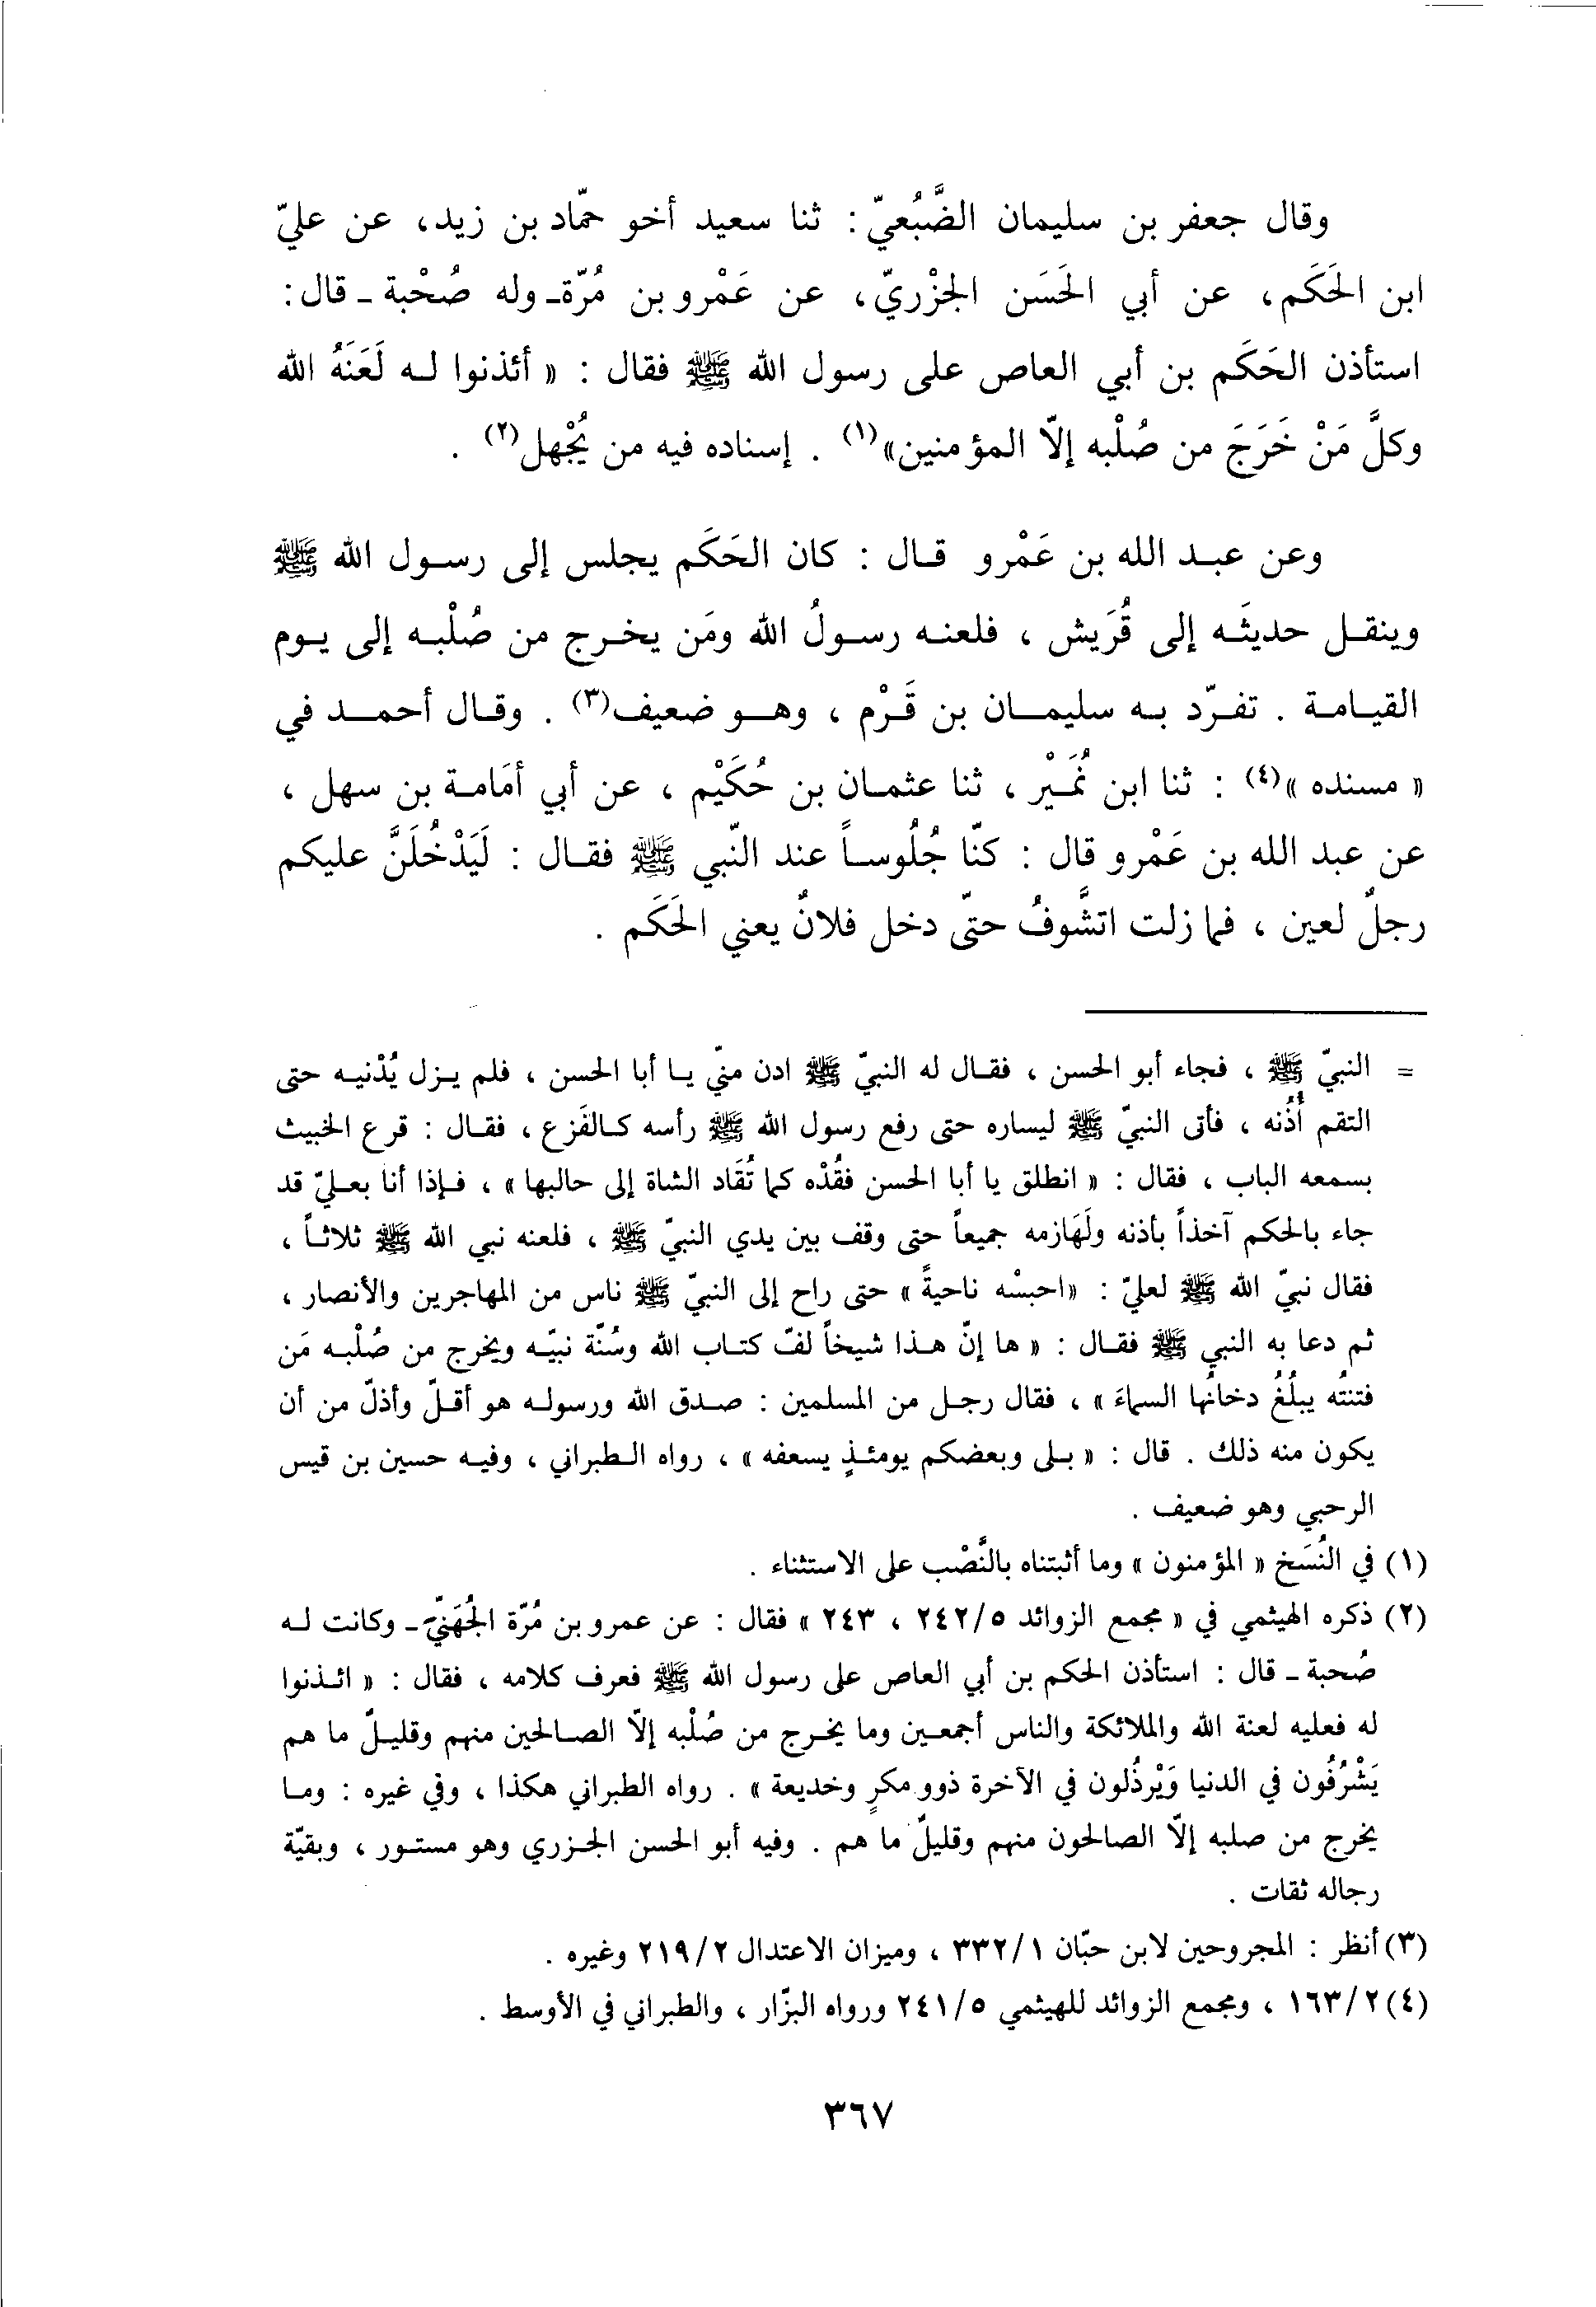 وقال جعفر بن سليمان الضَّبُعيّ : ثنا سعيد أخو حمّاد بن زيد، عن عليّ
ابن الحَكَم، عن أبي الحَسَن الجزْريّ، عن عَمْرو بن مُرّة ـ وله صُحْبة ـ قال :
استأذن الحَكَم بن أبي العاص على رسول الله ﷺ فقال : « أئذنوا لـه لَعَنَهُ الله
وكلَّ مَنْ خَرَجَ من صُلْبه إلاّ المؤمنين»(١) . إسناده فيه من يُجْهل(٢) .
وعن عبـد الله بن عَمْرو قـال : كان الحَكَم يجلس إلى رسـول الله ﷺ
وينقـل حديثَـه إلى قُرَيش ، فلعنـه رسـولُ الله ومَن يخـرج من صُلْبـه إلى يـوم
القيـامـة . تفـرّد بـه سليمـان بن قَـرْم ، وهـو ضعيف(٣) . وقـال أحمـد في
« مسنده »(٤) : ثنا ابن نُمَـيْر ، ثنا عثمـان بن حُكَيْم ، عن أبي أمَامـة بن سهل ،
عن عبد الله بن عَمْرو قال : كنّا جُلُوسـاً عند النّبي ﷺ فقـال : لَيَدْخُلَنَّ عليكم
رجلٌ لعين ، فما زلت اتشَّوفُ حتّى دخل فلانٌ يعني الحَكَم .
= النبيّ ﷺ ، فجاء أبو الحسن ، فقـال له النبيّ ﷺ ادن منّي يـا أبا الحسن ، فلم يـزل يُدْنيـه حتى
التقم أُذُنه ، فأتى النبيّ ﷺ ليساره حتى رفع رسول الله ﷺ رأسه كـالفَزع ، فقـال : قرع الخبيث
بسمعه الباب ، فقال : « انطلق يا أبا الحسن فقُدْه كما تُقَاد الشاة إلى حالبها » ، فـإذا أنا بعـليّ قد
جاء بالحكم آخذاً بأذنه ولَهَازمه جميعاً حتى وقف بين يدي النبيّ ﷺ ، فلعنه نبي الله ﷺ ثلاثـاً ،
فقال نبيّ الله ﷺ لعليّ : «احبسْه ناحيةً » حتى راح إلى النبيّ ﷺ ناس من المهاجرين والأنصار ،
ثم دعا به النبي ﷺ فقـال : « ها إنّ هـذا شيخاً لفّ كتـاب الله وسُنّة نبيّـه ويخرج من صُلْبـه مَن
فتنتُه يبلُغُ دخانُها السماءَ » ، فقال رجـل من المسلمين : صـدق الله ورسولـه هو أقـلّ وأذلّ من أن
يكون منه ذلك . قال : « بـلى وبعضكم يومئـذٍ يسعفه » ، رواه الـطبراني ، وفيـه حسين بن قيس
الرحبي وهو ضعيف .
(١) في النُسَخ « المؤمنون » وما أثبتناه بالنَّصْب على الاستثناء .
(٢) ذكره الهيثمي في « مجمع الزوائد ٢٤٢/٥ ، ٢٤٣ » فقال : عن عمرو بن مُرّة الجُهَنيّ ـ وكانت لـه
صُحبة ـ قال : استأذن الحكم بن أبي العاص على رسول الله ﷺ فعرف كلامه ، فقال : « ائـذنوا
له فعليه لعنة الله والملائكة والناس أجمعـين وما يخـرج من صُلْبه إلاّ الصـالحين منهم وقليـلٌ ما هم
يَشْرُفُون في الدنيا وَيْرذُلون في الآخرة ذوو مكرٍ وخديعة » . رواه الطبراني هكذا ، وفي غيره : ومـا
يخرج من صلبه إلاّ الصالحون منهم وقليلٌ ما هم . وفيه أبو الحسن الجـزري وهو مستـور ، وبقيّة
رجاله ثقات .
(٣) أنظر : المجروحين لابن حبّان ٣٣٢/١ ، وميزان الاعتدال ٢١٩/٢ وغيره .
(٤) ١٦٣/٢ ، ومجمع الزوائد للهيثمي ٢٤١/٥ ورواه البزّار ، والطبراني في الأوسط .
٣٦٧